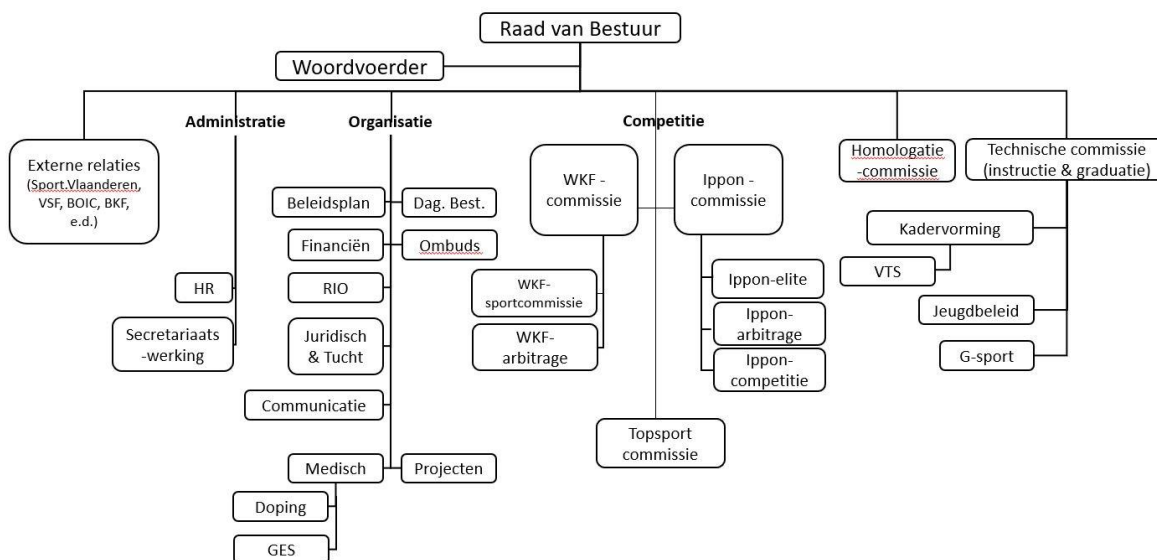 Raad van Bestuur
Woordvoerder
Administratie
Organisatie
Competitie
Externe relaties
(Sport.Vlaanderen,
VSF, BOIC, BKF,
e.d.)
WKF -
commissie
Ippon -
commissie
Homologatie
-commissie
Technische commissie
(instructie & graduatie)
Beleidsplan
Dag. Best.
Financiën
Ombuds
HR
RIO
Secretariaats
-werking
Juridisch
& Tucht
Communicatie
Medisch
Projecten
Doping
GES
WKF-
sportcommissie
WKF-
arbitrage
Ippon-elite
Ippon-
arbitrage
Ippon-
competitie
Topsport
commissie
Kadervorming
VTS
Jeugdbeleid
G-sport